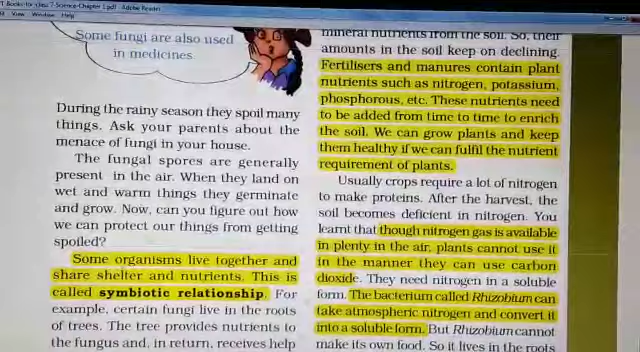 Books for class 7-Science-Chapter 1.pdf - Adobe Reader
View Window Help
Some fungi are also used
in medicines
During the rainy season they spoil many
things. Ask your parents about the
menace of fungi in your house.
The fungal spores are generally
present in the air. When they land on
wet and warm things they germinate
and grow. Now, can you figure out how
we can protect our things from getting
spoiled?
Some organisms live together and
share shelter and nutrients. This is
called symbiotic relationship. For
example, certain fungi live in the roots
of trees. The tree provides nutrients to
the fungus and, in return, receives help
mineral nutrients from the soil. So, their
amounts in the soil keep on declining.
Fertilisers and manures contain plant
nutrients such as nitrogen, potassium,
phosphorous, etc. These nutrients need
to be added from time to time to enrich
the soil. We can grow plants and keep
them healthy if we can fulfil the nutrient
requirement of plants.
Usually crops require a lot of nitrogen
to make proteins. After the harvest, the
soil becomes deficient in nitrogen. You
learnt that though nitrogen gas is available
in plenty in the air, plants cannot use it
in the manner they can use carbon
dioxide. They need nitrogen in a soluble
form. The bacterium called Rhizobium can
take atmospheric nitrogen and convert it
into a soluble form. But Rhizobium cannot
make its own food. So it lives in the roots